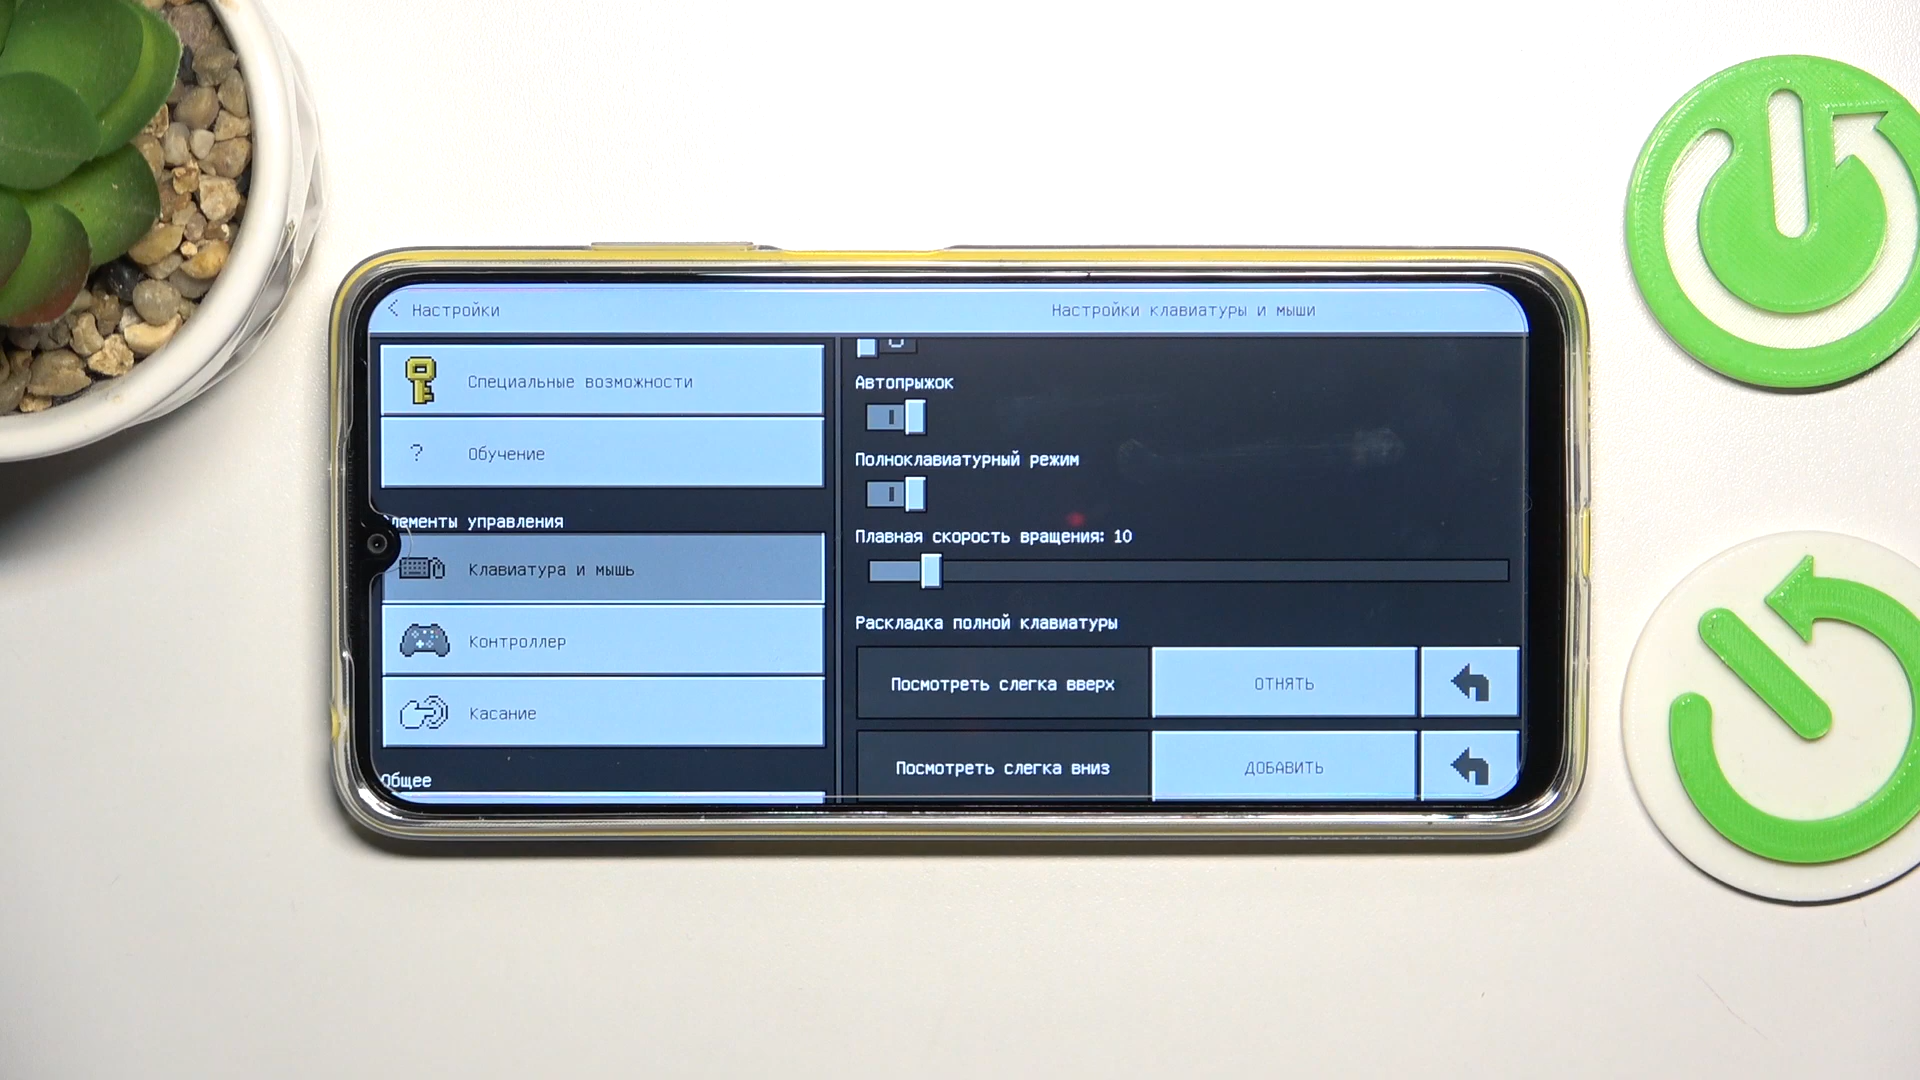 Настройки
Настройки клавиатуры и мыши
Специальные возможности
? Обучение
Элементы управления
Клавиатура и мышь
Контроллер
Касание
Общее
Автопрыжок
Полноклавиатурный режим
Плавная скорость вращения: 10
Раскладка полной клавиатуры
Посмотреть слегка вверх
ОТНЯТЬ
Посмотреть слегка вниз
ДОБАВИТЬ